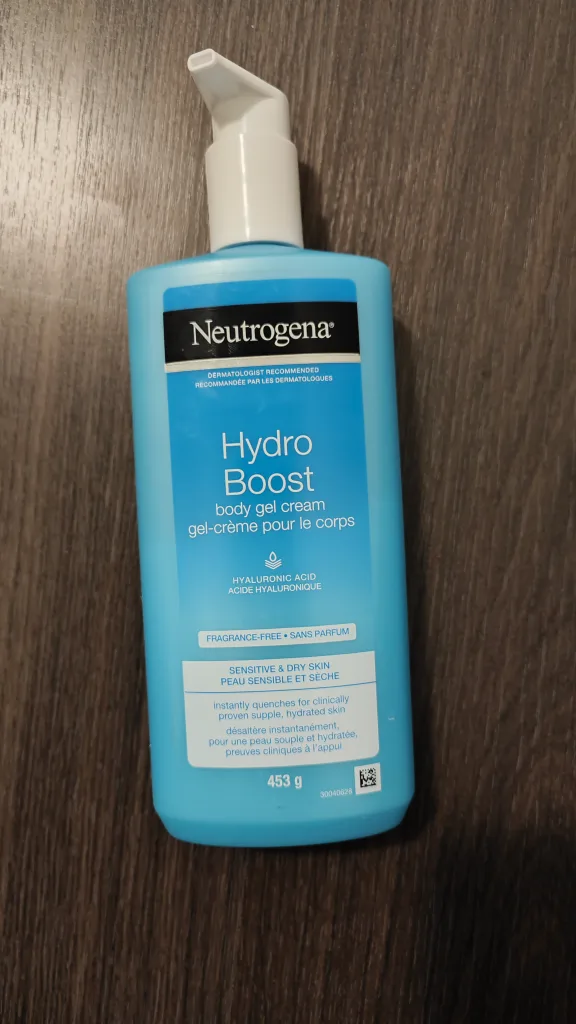 Neutrogena®
DERMATOLOGIST RECOMMENDED
RECOMMANDÉE PAR LES DERMATOLOGUES
Hydro
Boost
body gel cream
gel-crème pour le corps
HYALURONIC ACID
ACIDE HYALURONIQUE
FRAGRANCE-FREE • SANS PARFUM
SENSITIVE & DRY SKIN
PEAU SENSIBLE ET SÈCHE
instantly quenches for clinically
proven supple, hydrated skin
désaltère instantanément,
pour une peau souple et hydratée,
preuves cliniques à l'appui
453 g